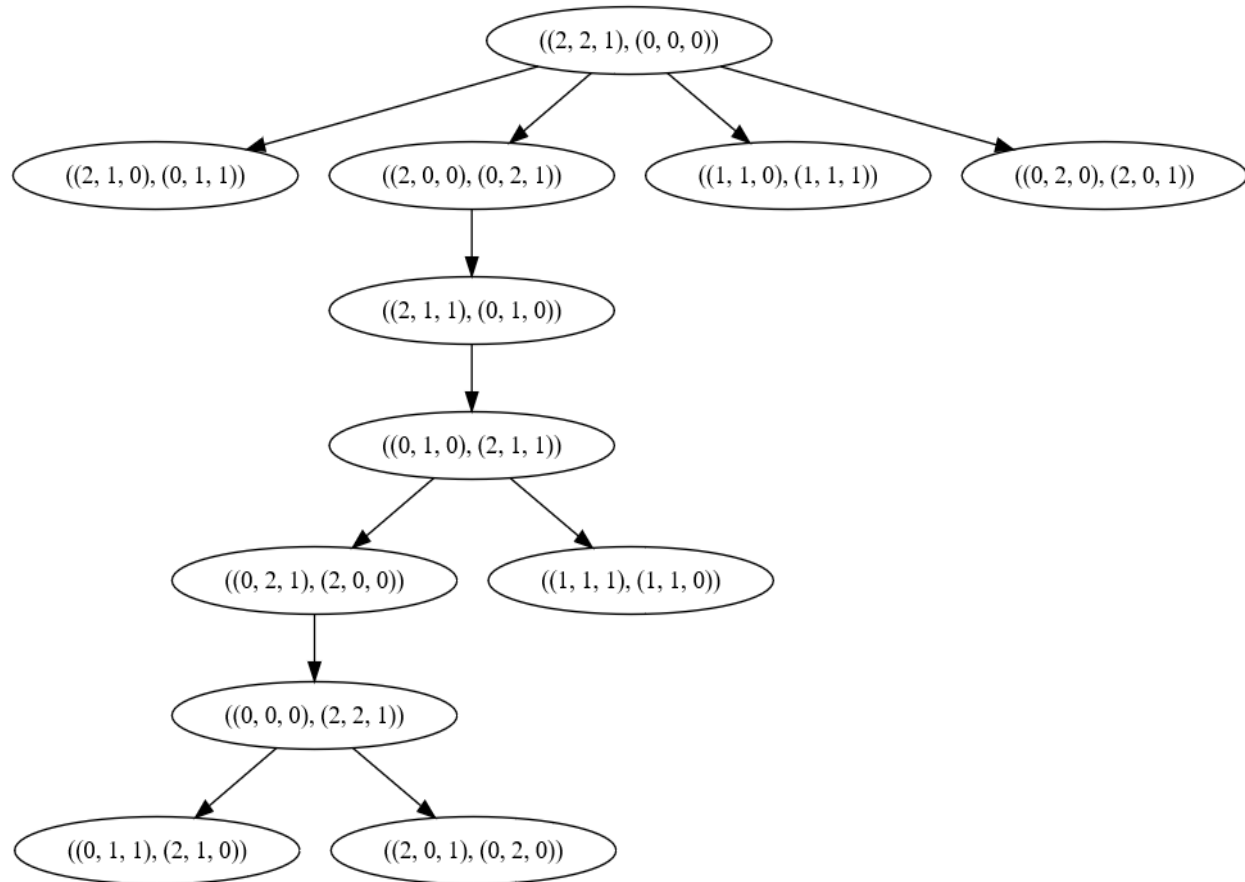 ((2, 2, 1), (0, 0, 0))
((2, 1, 0), (0, 1, 1))
((2, 0, 0), (0, 2, 1))
((1, 1, 0), (1, 1, 1))
((0, 2, 0), (2, 0, 1))
((2, 1, 1), (0, 1, 0))
((0, 1, 0), (2, 1, 1))
((0, 2, 1), (2, 0, 0))
((1, 1, 1), (1, 1, 0))
((0, 0, 0), (2, 2, 1))
((0, 1, 1), (2, 1, 0))
((2, 0, 1), (0, 2, 0))